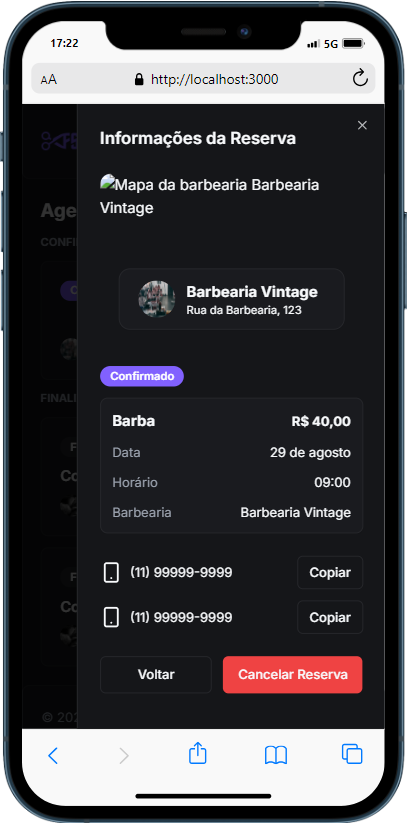 17:22
5G
AA
http://localhost:3000
Informações da Reserva
Mapa da barbearia Barbearia
Vintage
Age
CONFI
Barbearia Vintage
Rua da Barbearia, 123
Confirmado
FINALI
Barba R$ 40,00
Data 29 de agosto
Horário 09:00
Barbearia Barbearia Vintage
Co
(11) 99999-9999 Copiar
(11) 99999-9999 Copiar
Co
Voltar Cancelar Reserva
© 202